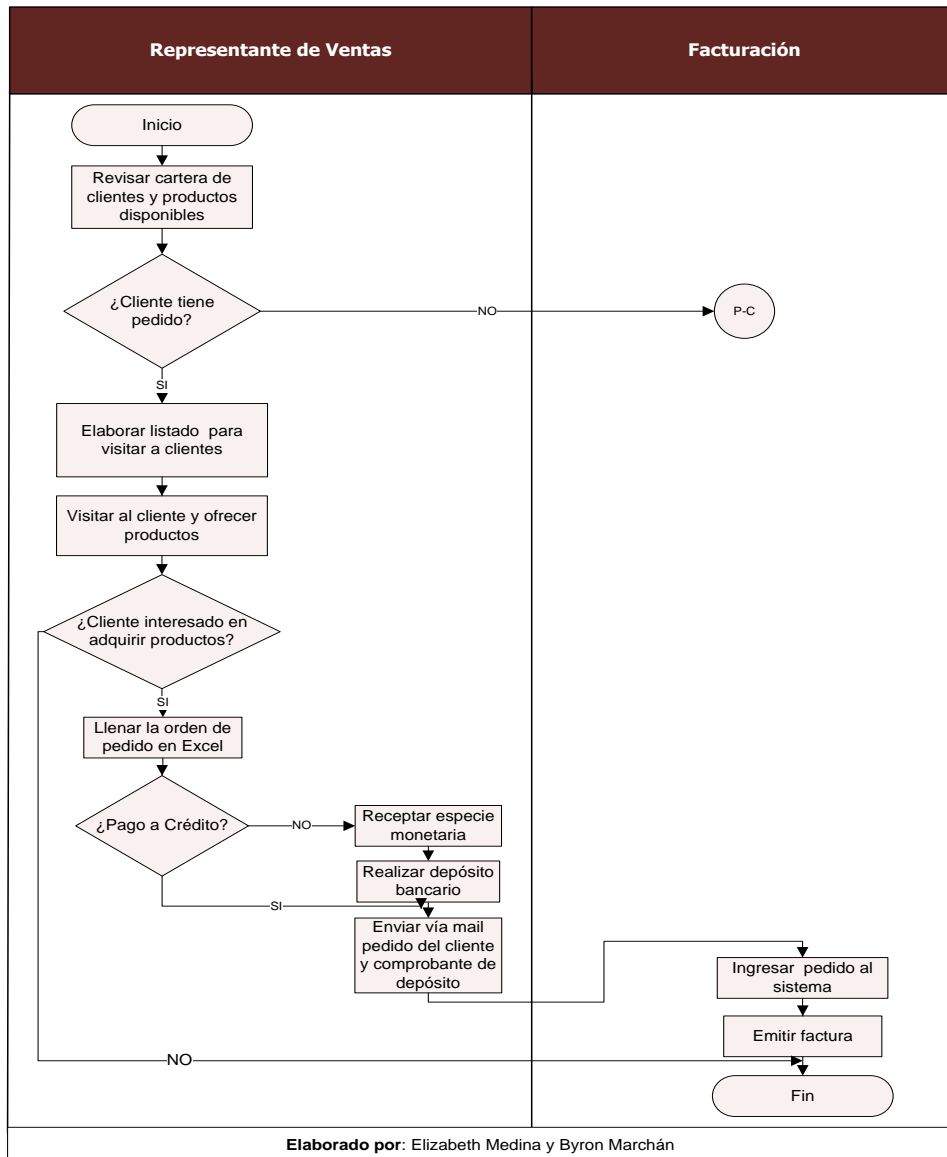 Representante de Ventas
Facturación
Inicio
Revisar cartera de
clientes y productos
disponibles
¿Cliente tiene
pedido?
NO
P-C
SI
Elaborar listado para
visitar a clientes
Visitar al cliente y ofrecer
productos
¿Cliente interesado en
adquirir productos?
SI
Llenar la orden de
pedido en Excel
¿Pago a Crédito?
NO
Receptar especie
monetaria
Realizar depósito
bancario
SI
Enviar vía mail
pedido del cliente
y comprobante de
depósito
Ingresar pedido al
sistema
Emitir factura
NO
Fin
Elaborado por: Elizabeth Medina y Byron Marchán